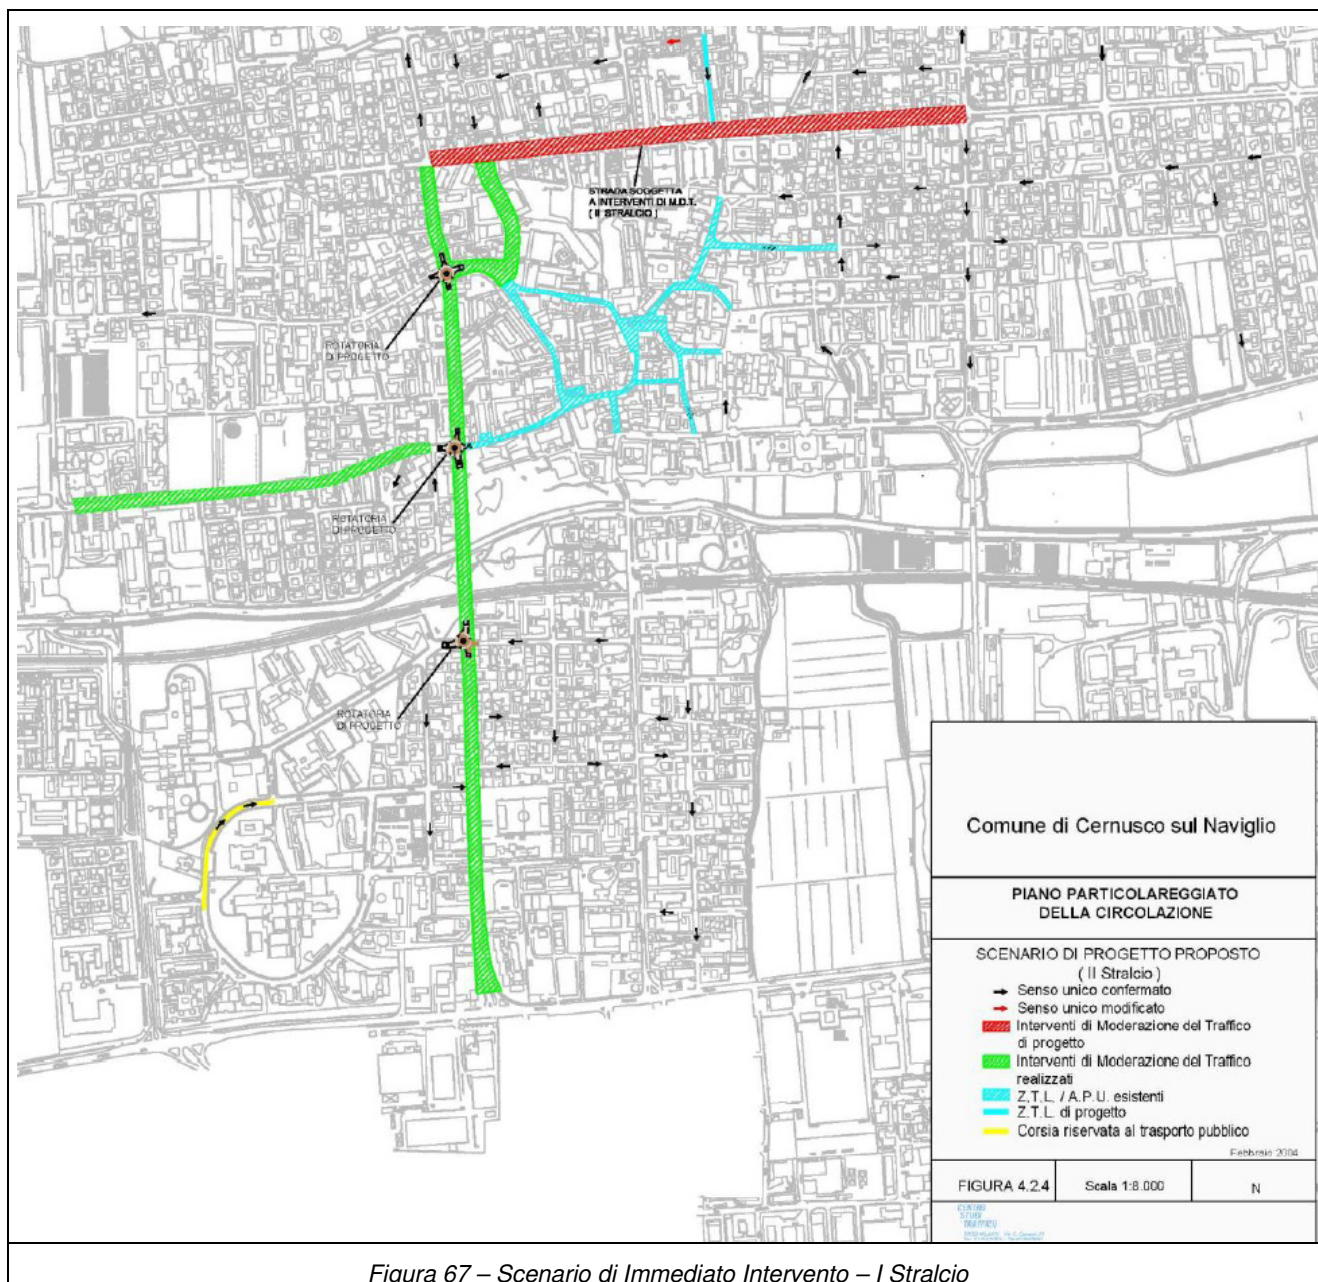 STRADA SOGGETTA
A INTERVENTI DI M.D.T.
( II STRALCIO )
ROTATORIA
DI PROGETTO
ROTATORIA
DI PROGETTO
ROTATORIA
DI PROGETTO
Comune di Cernusco sul Naviglio
PIANO PARTICOLAREGGIATO
DELLA CIRCOLAZIONE
SCENARIO DI PROGETTO PROPOSTO
( II Stralcio )
Senso unico confermato
Senso unico modificato
Interventi di Moderazione del Traffico
di progetto
Interventi di Moderazione del Traffico
realizzati
Z.T.L. / A.P.U. esistenti
Z.T.L. di progetto
Corsia riservata al trasporto pubblico
Febbraio 2004
FIGURA 4.2.4
Scala 1:8.000
N
CENTRO
STUDI
TRAFFICO
Figura 67 – Scenario di Immediato Intervento – I Stralcio